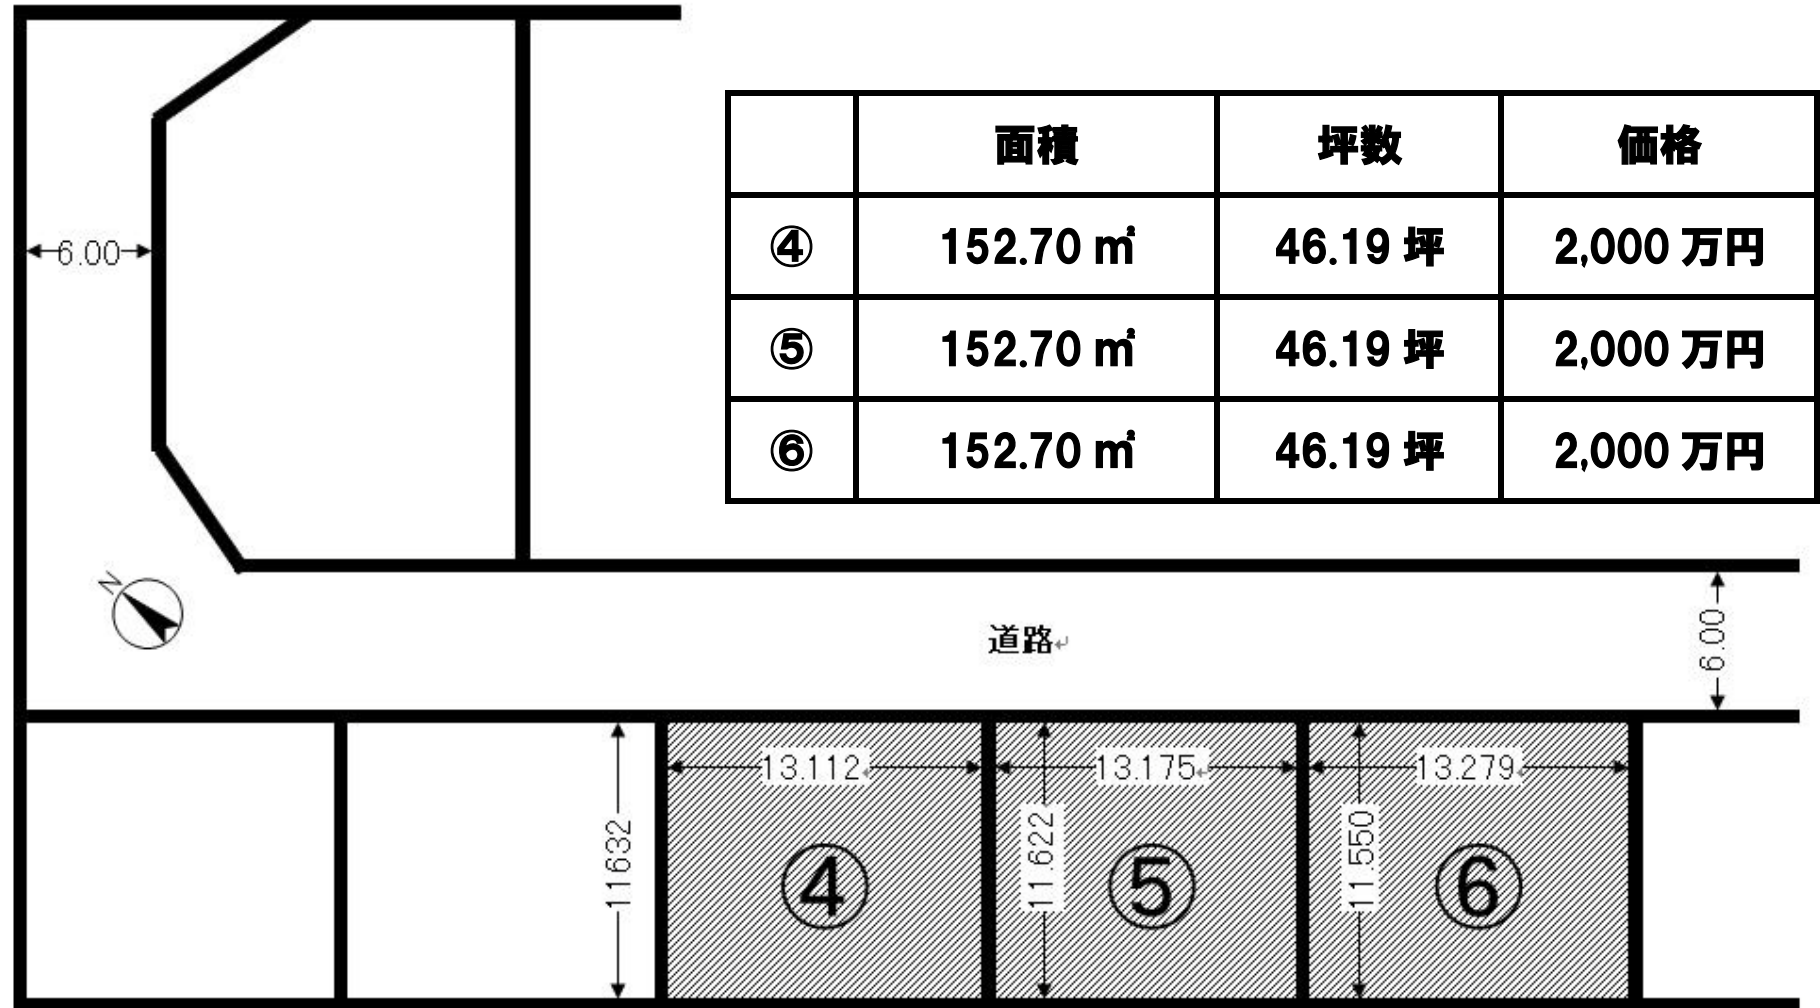 面積 坪数 価格
④ 152.70 ㎡ 46.19 坪 2,000 万円
⑤ 152.70 ㎡ 46.19 坪 2,000 万円
⑥ 152.70 ㎡ 46.19 坪 2,000 万円
6.00
N
道路
6.00
13.112
13.175
13.279
11632
11.622
11.550
④
⑤
⑥